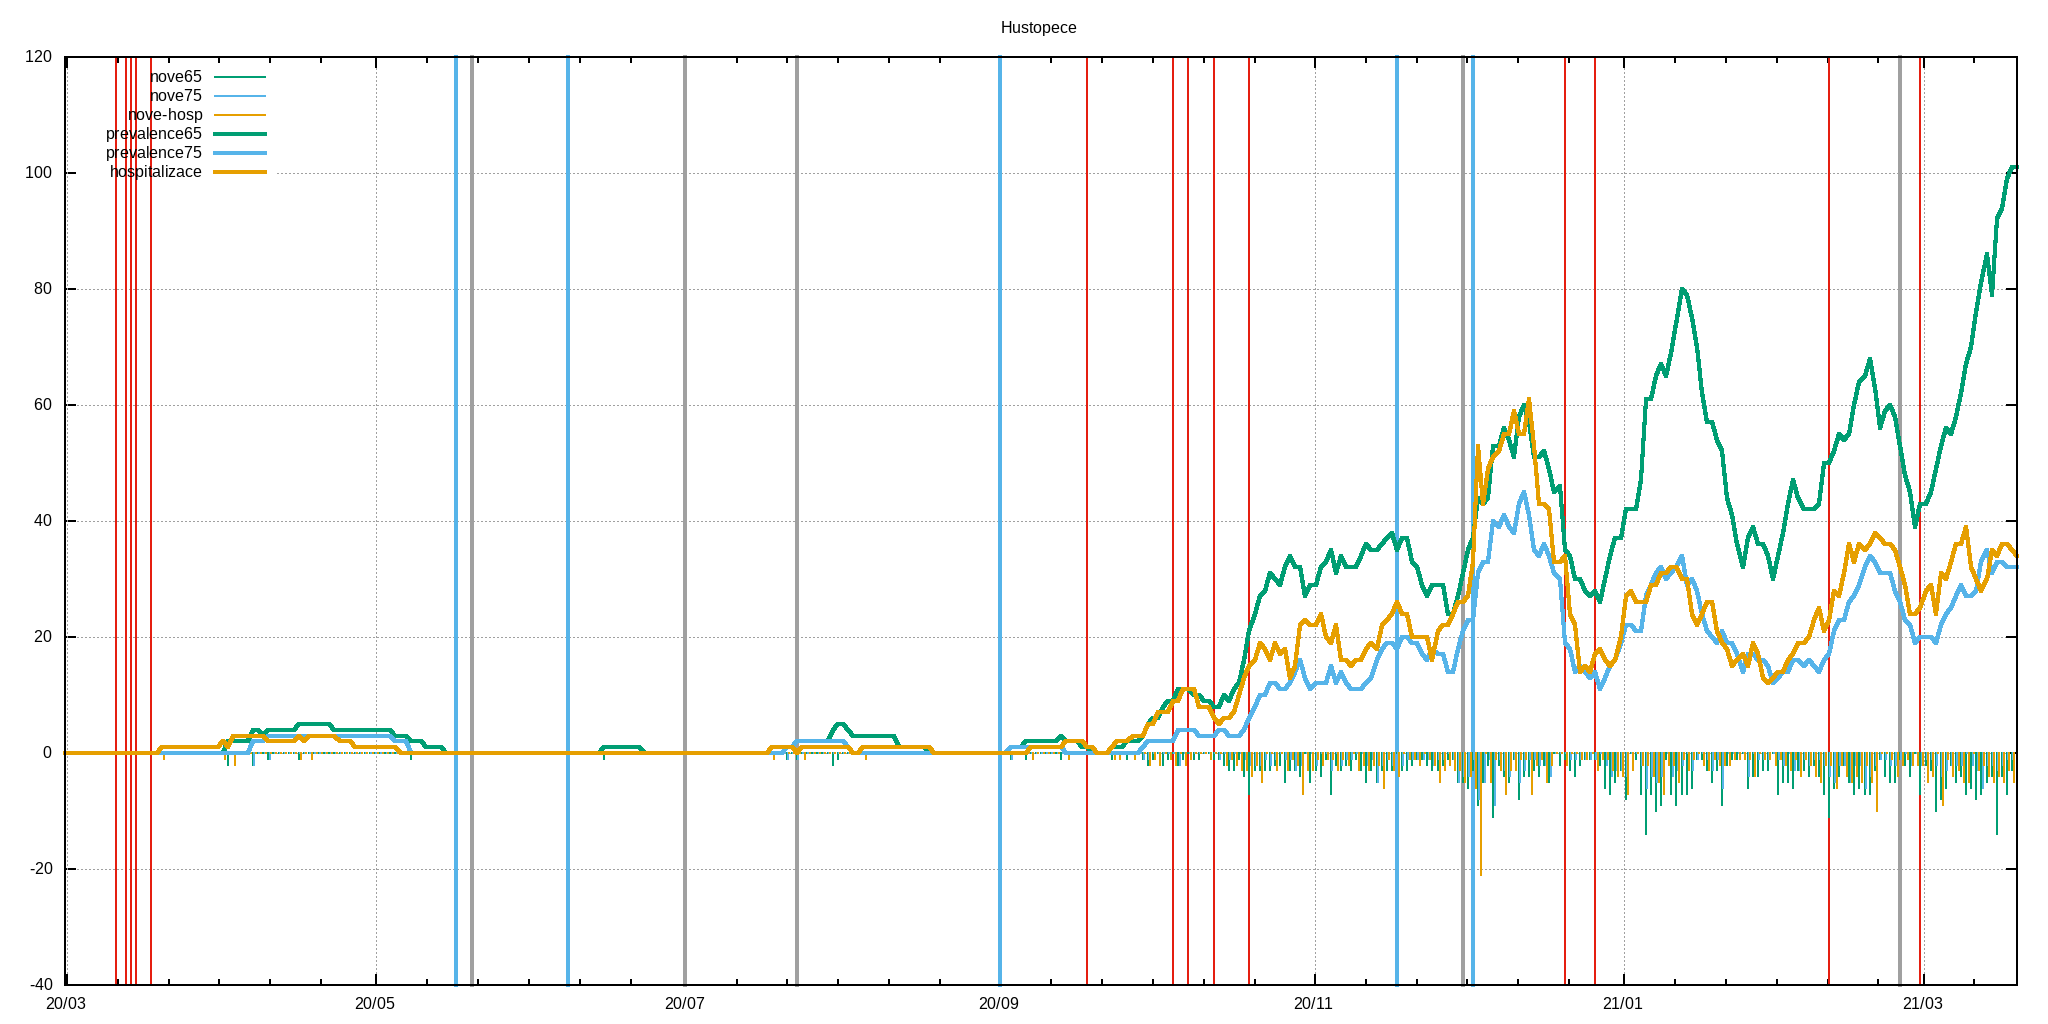 Hustopece
120
100
80
60
40
20
0
-20
-40
nove65
nove75
nove-hosp
prevalence65
prevalence75
hospitalizace
20/03 20/05 20/07 20/09 20/11 21/01 21/03